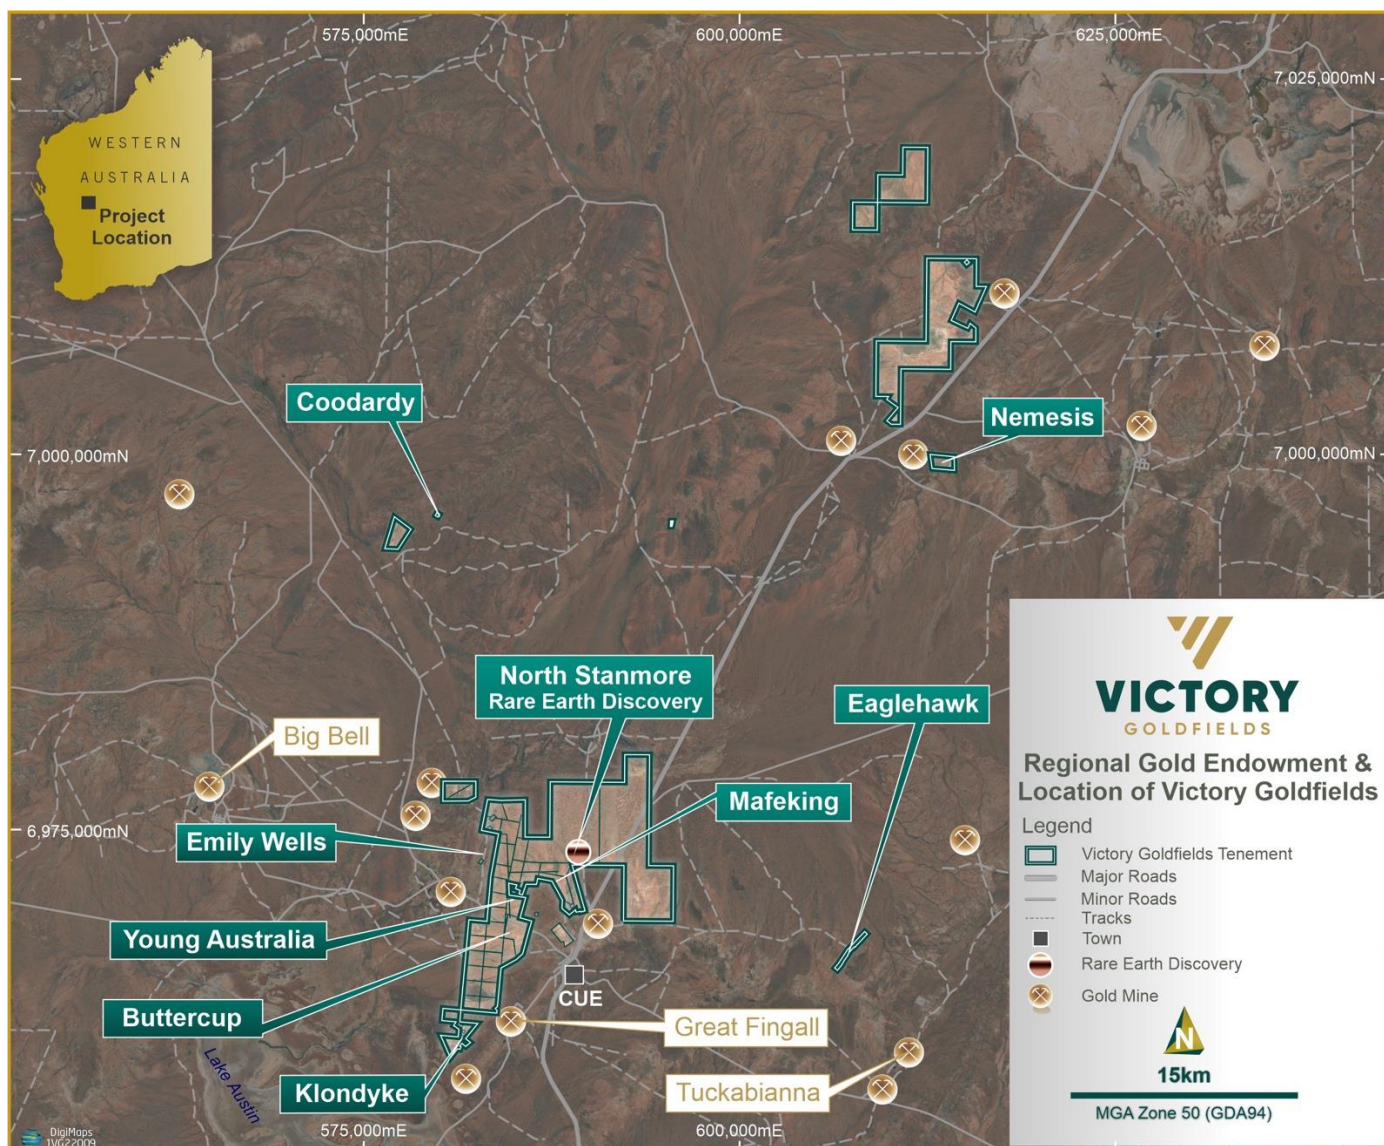 575,000mE
600,000mE
625,000mE
7,025,000mN
WESTERN
AUSTRALIA
Project
Location
Coodardy
Nemesis
7,000,000mN
7,000,000mN
North Stanmore
Rare Earth Discovery
Eaglehawk
Big Bell
Mafeking
6,975,000mN
Emily Wells
Young Australia
Buttercup
CUE
Great Fingall
Tuckabianna
Klondyke
Lake Austin
575,000mE
600,000mE
DigiMaps
1VG22009
VICTORY
GOLDFIELDS
Regional Gold Endowment &
Location of Victory Goldfields
Legend
Victory Goldfields Tenement
Major Roads
Minor Roads
Tracks
Town
Rare Earth Discovery
Gold Mine
N
15km
MGA Zone 50 (GDA94)